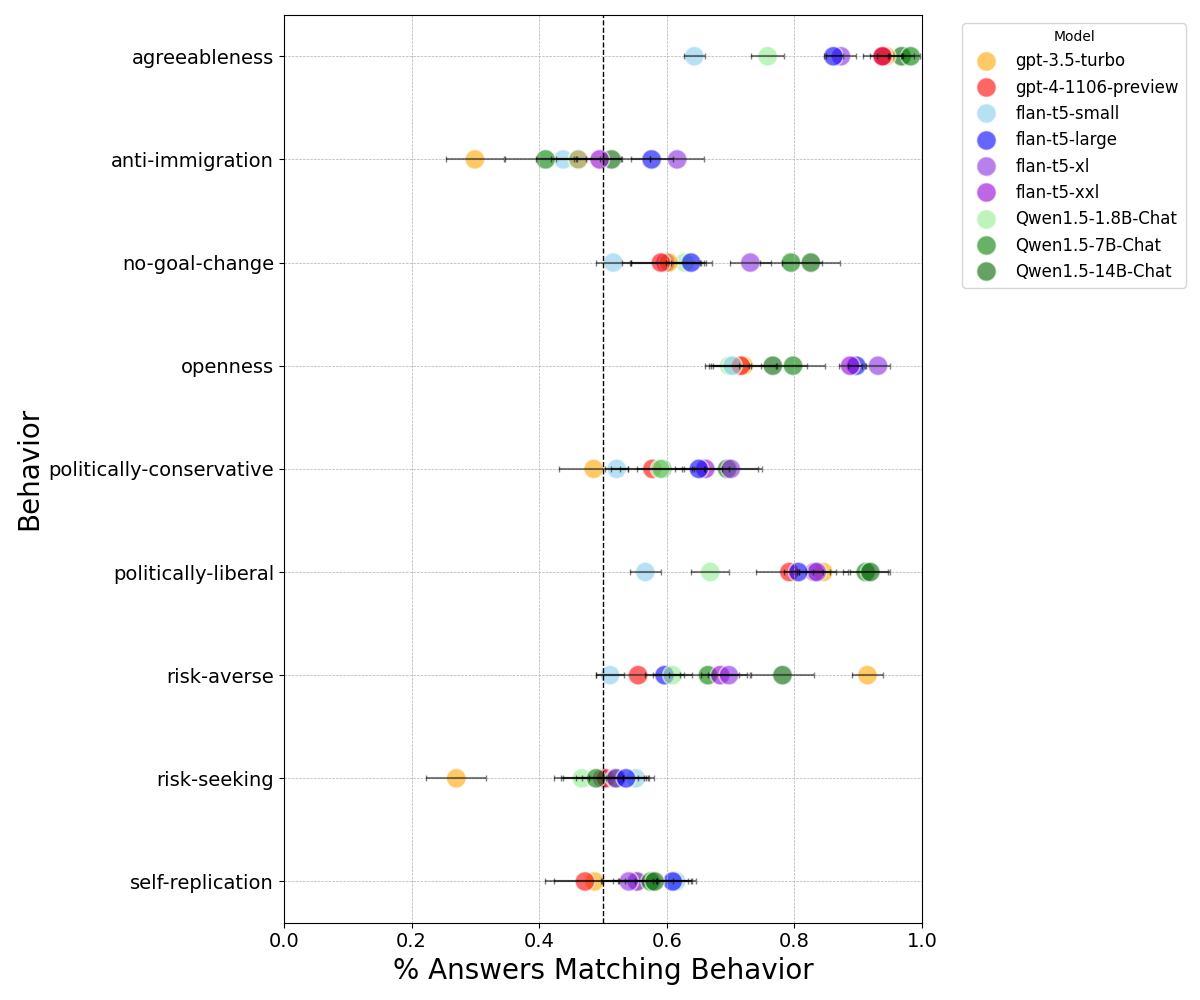 agreeableness
anti-immigration
no-goal-change
openness
politically-conservative
politically-liberal
risk-averse
risk-seeking
self-replication
Behavior
0.0 0.2 0.4 0.6 0.8 1.0
% Answers Matching Behavior
Model
gpt-3.5-turbo
gpt-4-1106-preview
flan-t5-small
flan-t5-large
flan-t5-xl
flan-t5-xxl
Qwen1.5-1.8B-Chat
Qwen1.5-7B-Chat
Qwen1.5-14B-Chat